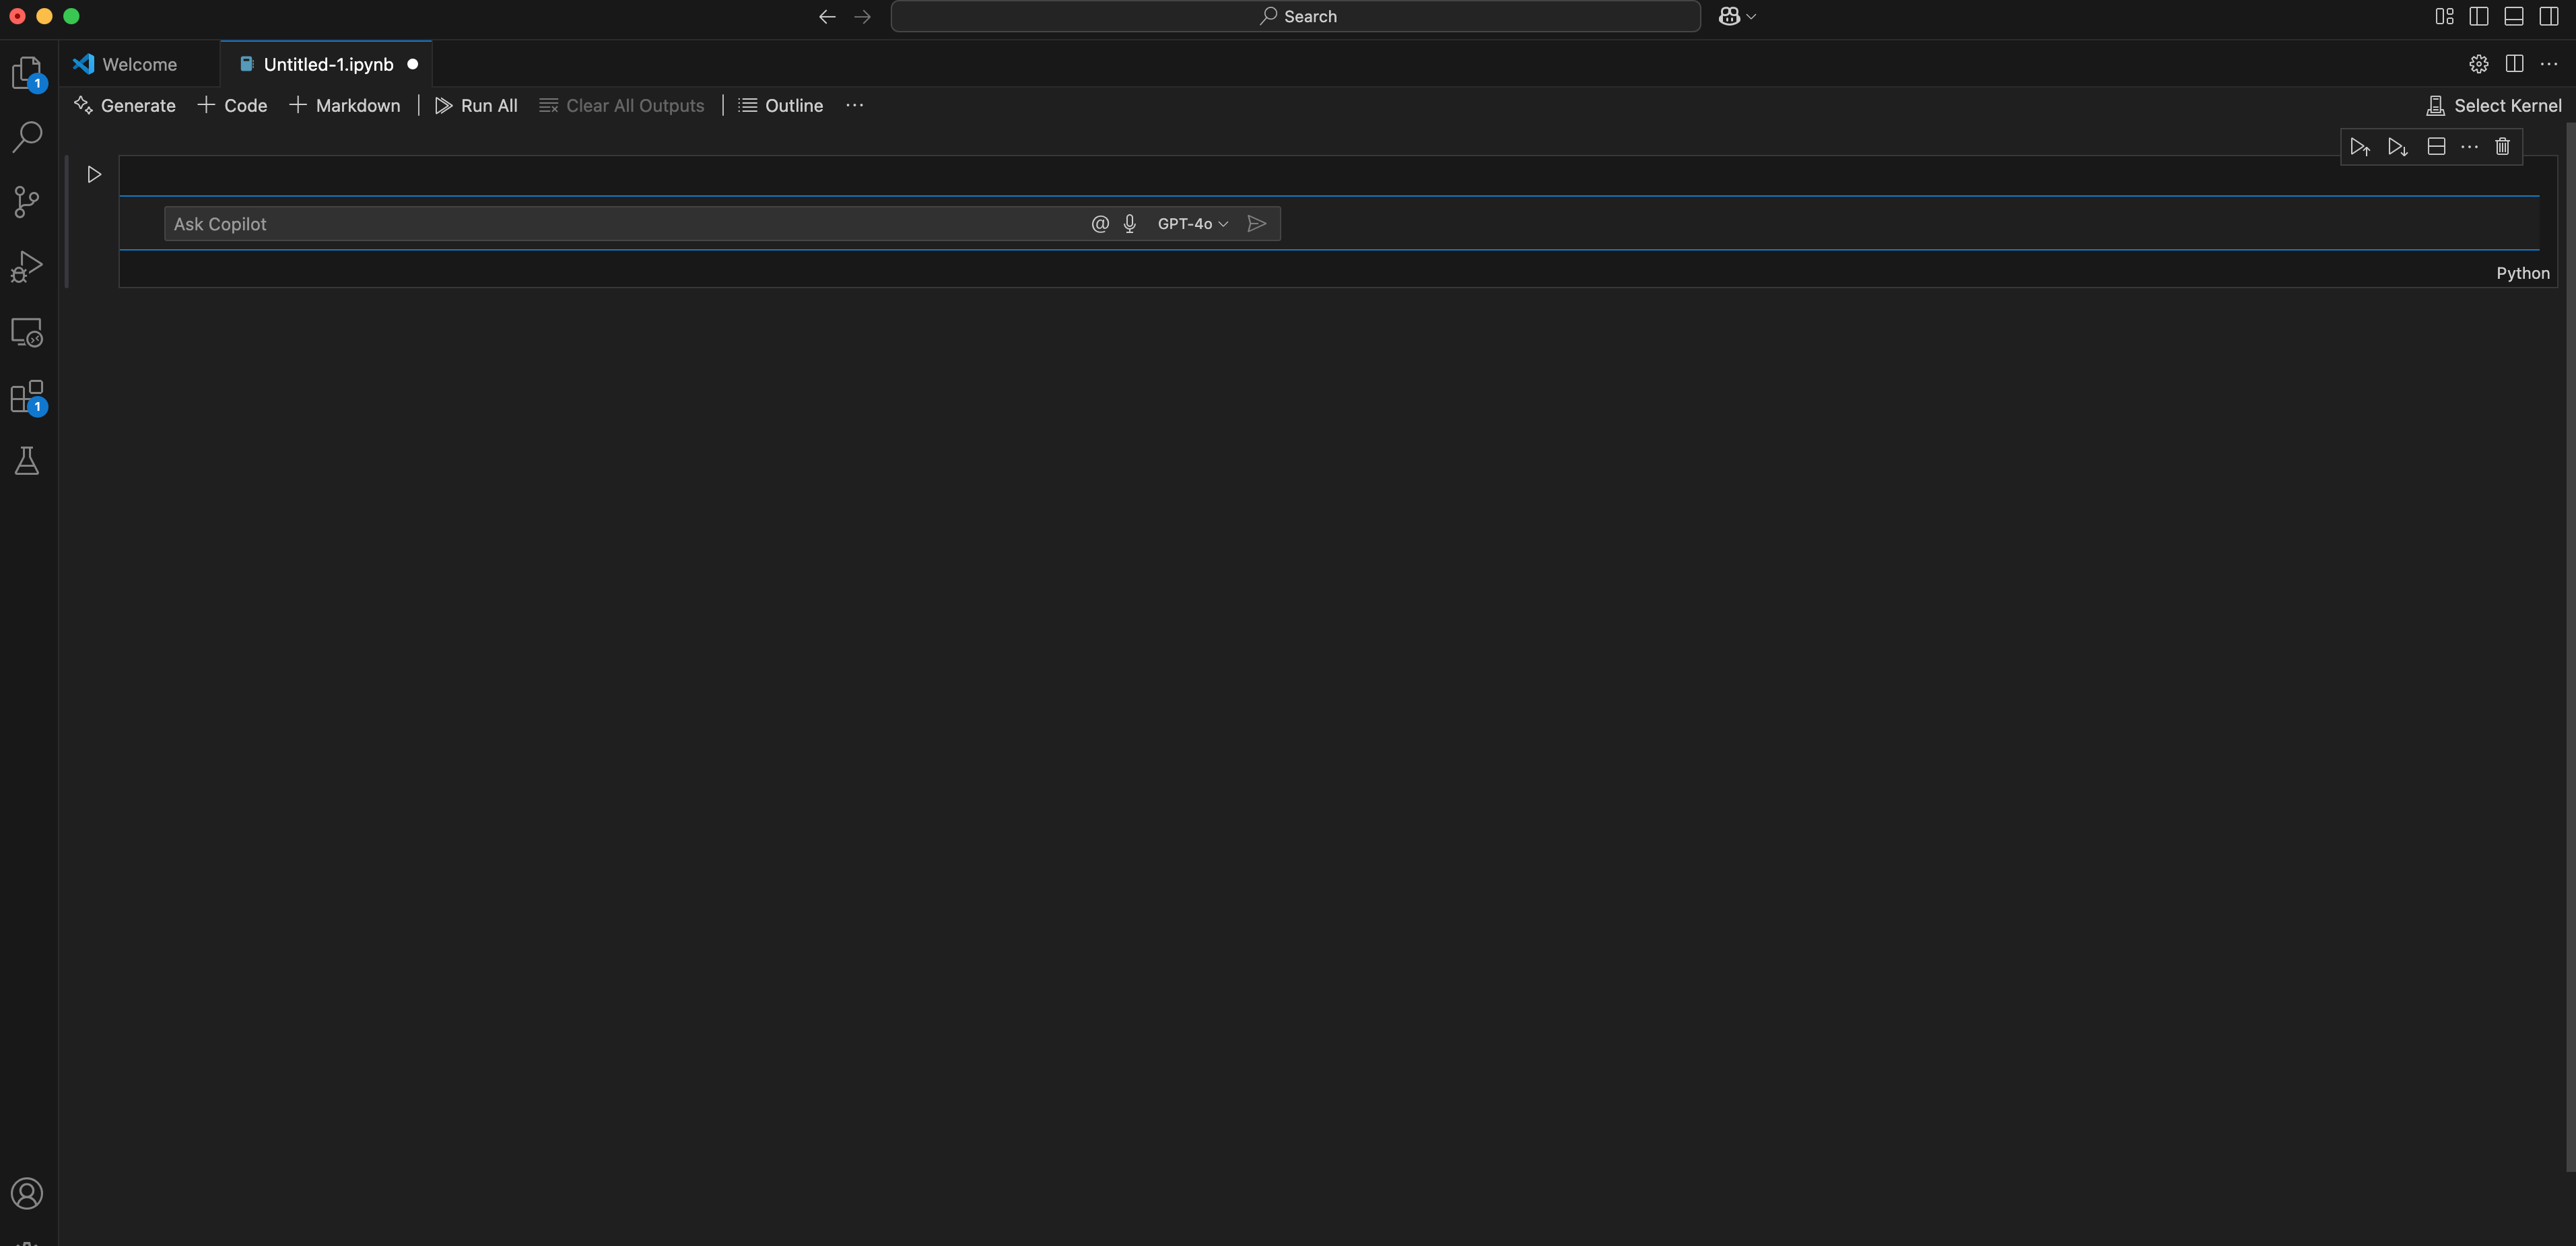 Search
1
Welcome
Untitled-1.ipynb
Generate
Code
Markdown
Run All
Clear All Outputs
Outline
Select Kernel
Ask Copilot
GPT-4o
Python
1